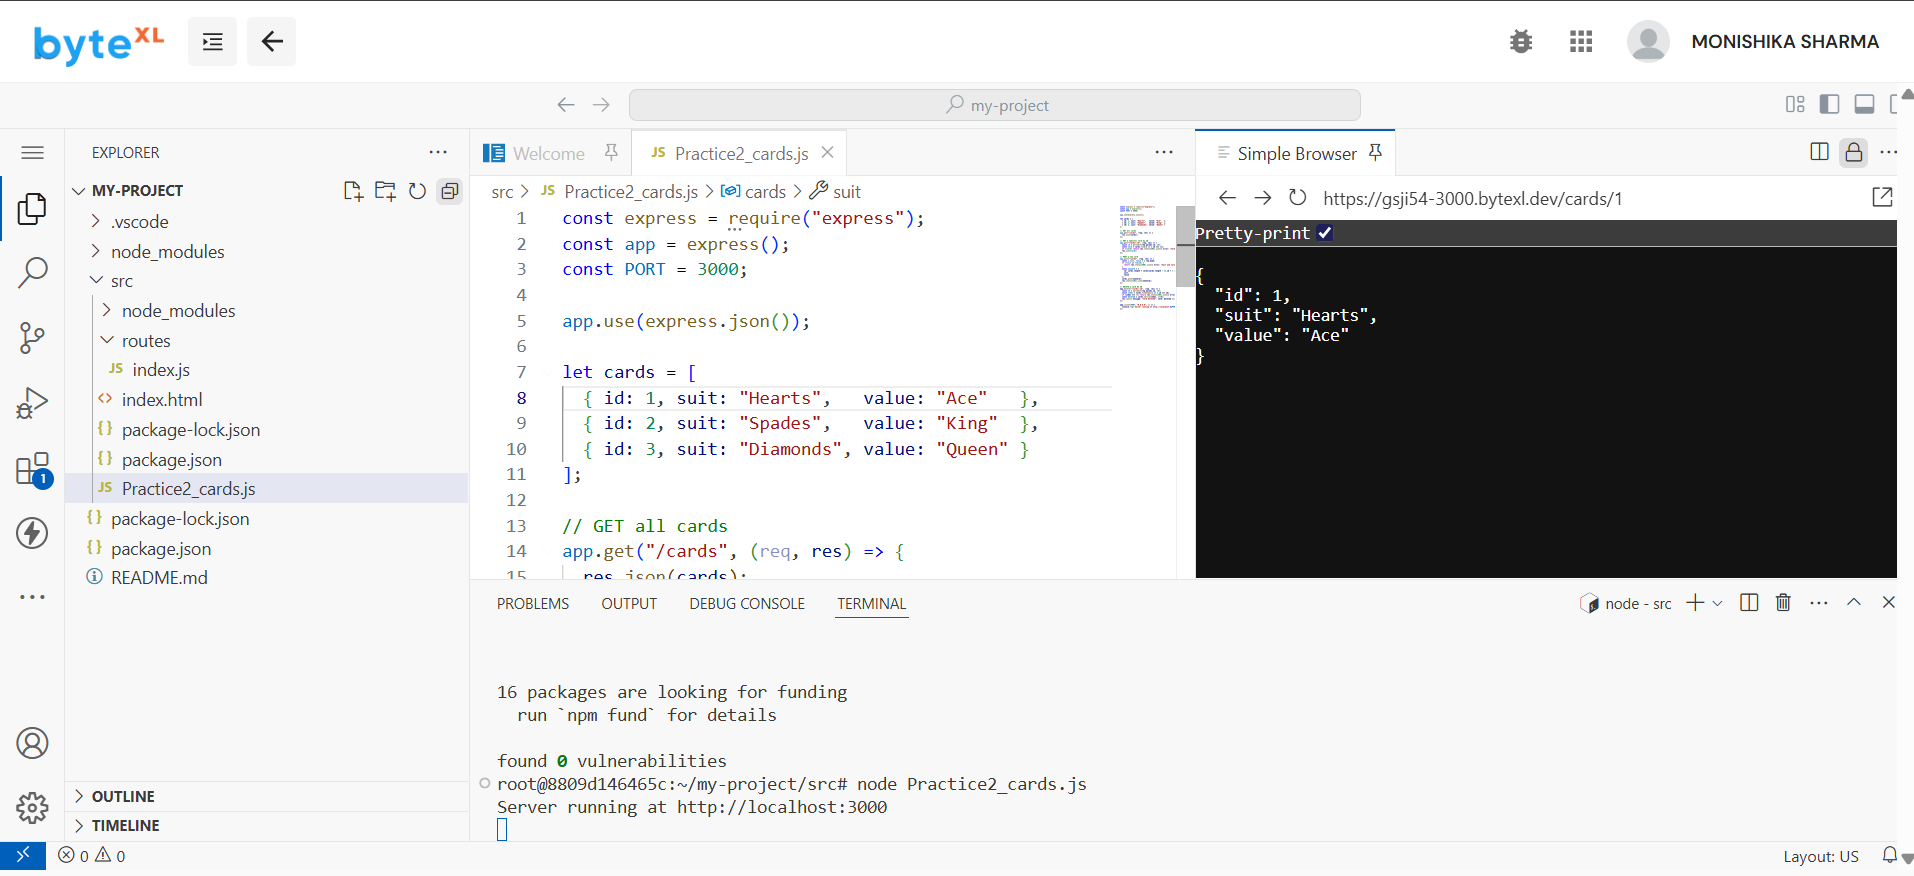 byteXL
MONISHIKA SHARMA
my-project
EXPLORER
MY-PROJECT
.vscode
node_modules
src
node_modules
routes
JS index.js
<> index.html
{} package-lock.json
{} package.json
JS Practice2_cards.js
{} package-lock.json
{} package.json
README.md
OUTLINE
TIMELINE
1
Welcome
JS Practice2_cards.js
src > JS Practice2_cards.js > cards > suit
1 const express = require("express");
2 const app = express();
3 const PORT = 3000;
4
5 app.use(express.json());
6
7 let cards = [
8 { id: 1, suit: "Hearts",   value: "Ace"   },
9 { id: 2, suit: "Spades",   value: "King"  },
10 { id: 3, suit: "Diamonds", value: "Queen" }
11 ];
12
13 // GET all cards
14 app.get("/cards", (req, res) => {
15 res.json(cards);
Simple Browser
https://gsji54-3000.bytexl.dev/cards/1
Pretty-print
{
"id": 1,
"suit": "Hearts",
"value": "Ace"
}
PROBLEMS OUTPUT DEBUG CONSOLE TERMINAL
node - src
16 packages are looking for funding
run `npm fund` for details
found 0 vulnerabilities
root@8809d146465c:~/my-project/src# node Practice2_cards.js
Server running at http://localhost:3000
0 0
Layout: US